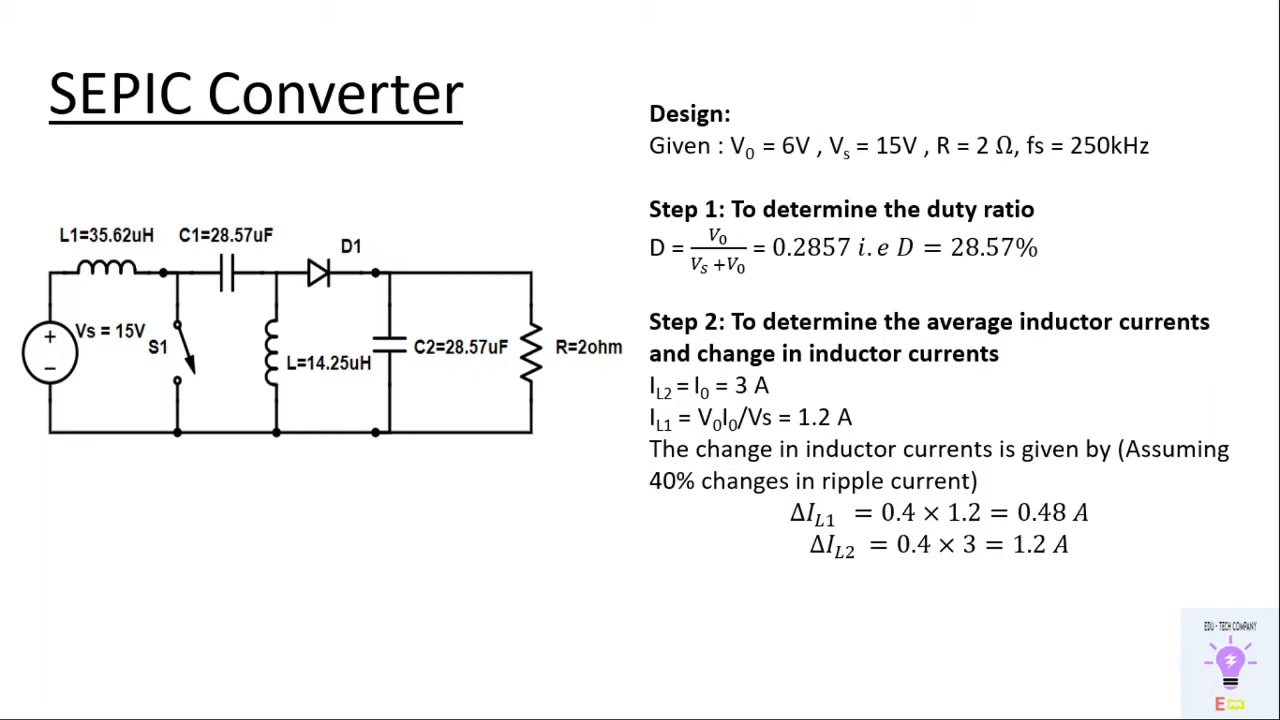 SEPIC Converter
Design:
Given : V₀ = 6V , Vₛ = 15V , R = 2 Ω, fs = 250kHz
Step 1: To determine the duty ratio
D = V₀ / (Vₛ +V₀) = 0.2857 i.e D = 28.57%
Step 2: To determine the average inductor currents
and change in inductor currents
I_L2 = I₀ = 3 A
I_L1 = V₀I₀/Vs = 1.2 A
The change in inductor currents is given by (Assuming
40% changes in ripple current)
ΔI_L1 = 0.4 × 1.2 = 0.48 A
ΔI_L2 = 0.4 × 3 = 1.2 A
L1=35.62uH
C1=28.57uF
D1
+
Vs = 15V
−
S1
L=14.25uH
C2=28.57uF
R=2ohm
EDU - TECH COMPANY
E